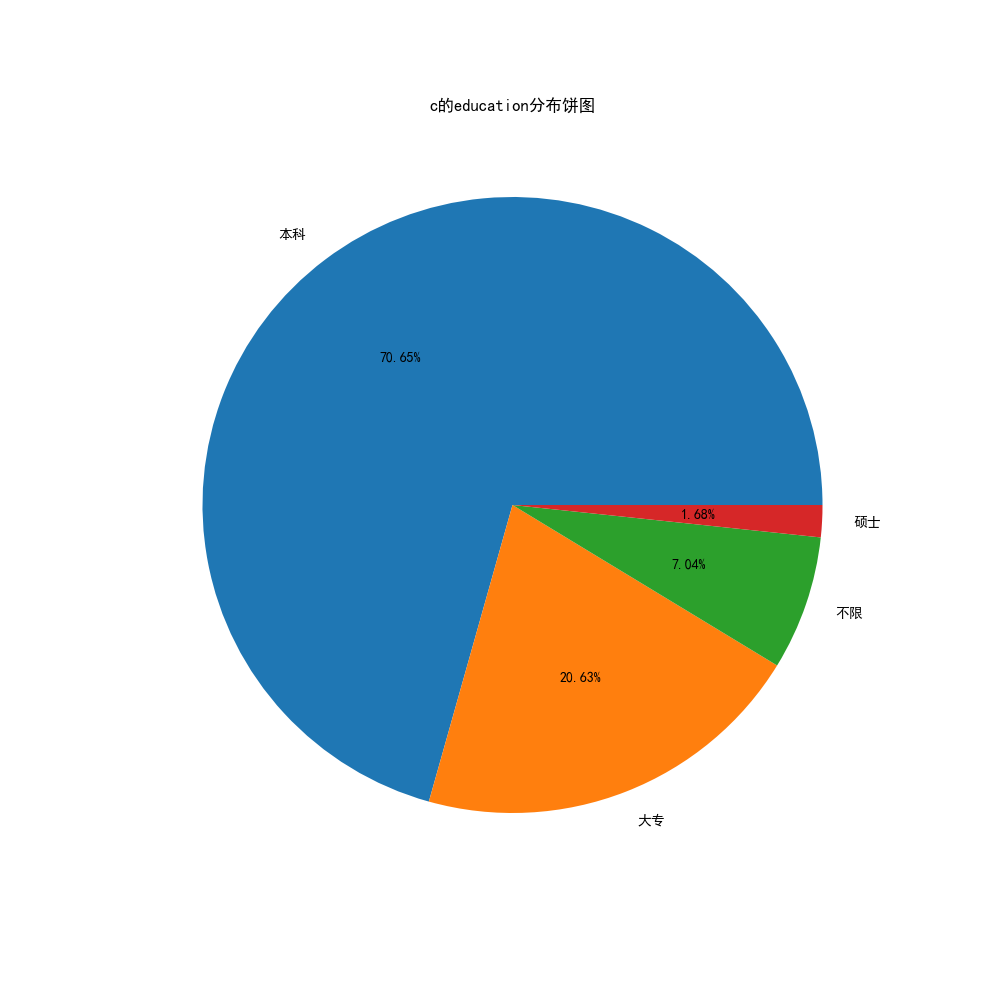 c的education分布饼图
本科
70.65%
1.68%
硕士
7.04%
不限
20.63%
大专